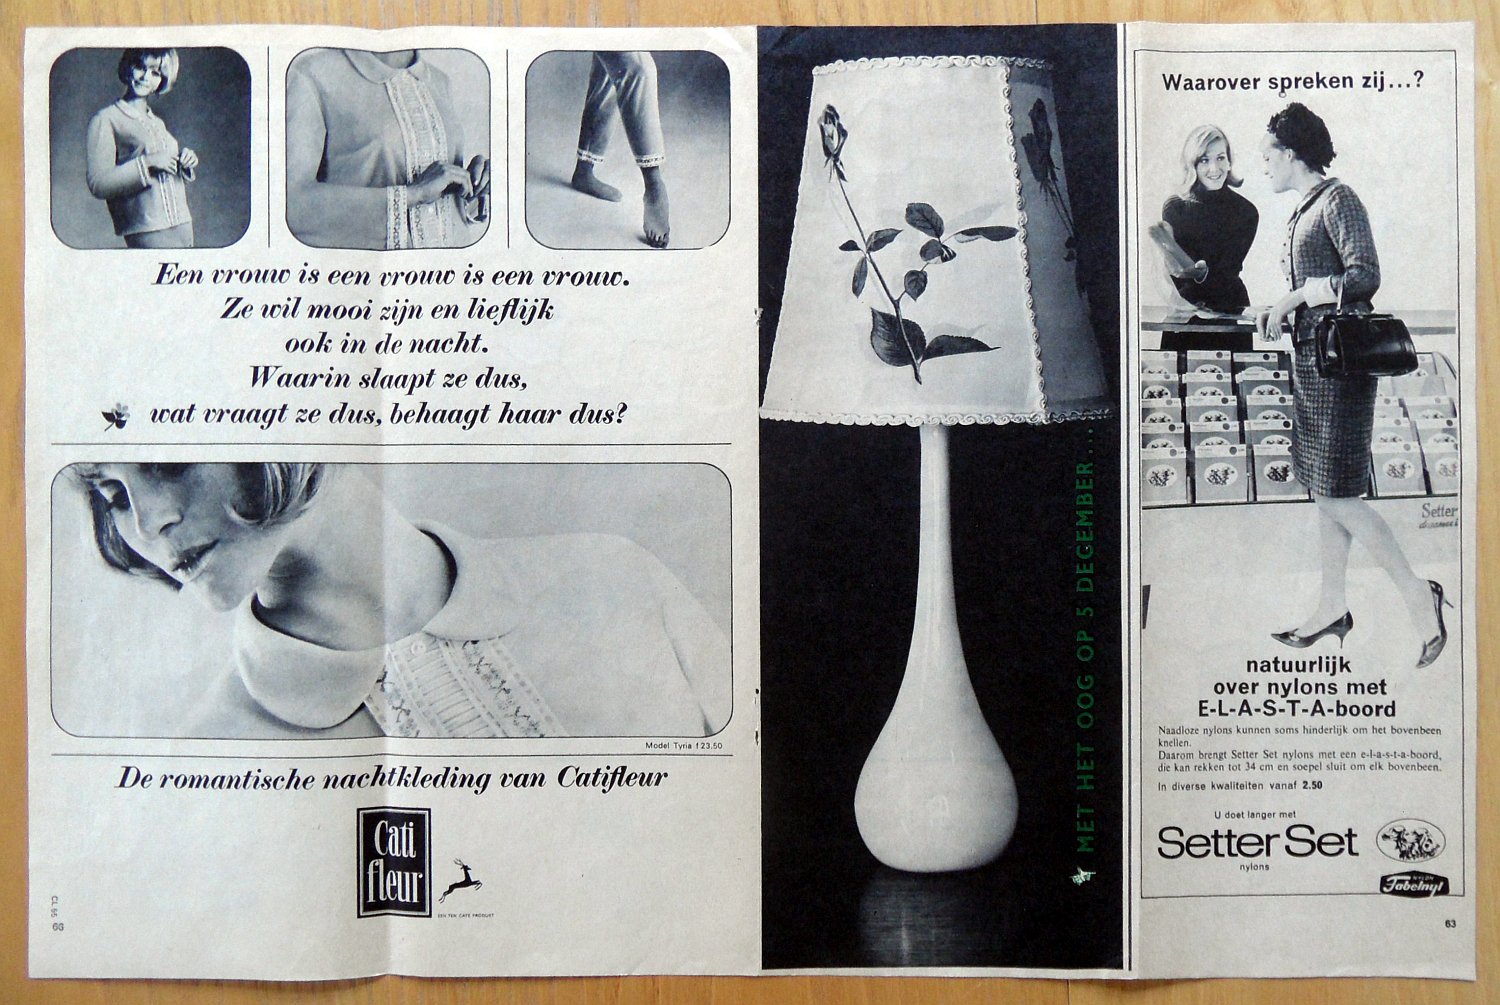 Een vrouw is een vrouw is een vrouw.
Ze wil mooi zijn en lieflijk
ook in de nacht.
Waarin slaapt ze dus,
wat vraagt ze dus, behaagt haar dus?
Model Tyria f 23.50
De romantische nachtkleding van Catifleur
Cati
fleur
EEN TEN CATE PRODUCT
CL 55 66
MET HET OOG OP 5 DECEMBER...
Waarover spreken zij...?
Setter
natuurlijk
over nylons met
E-L-A-S-T-A-boord
Naadloze nylons kunnen soms hinderlijk om het bovenbeen
knellen.
Daarom brengt Setter Set nylons met een e-l-a-s-t-a-boord,
die kan rekken tot 34 cm en soepel sluit om elk bovenbeen.
In diverse kwaliteiten vanaf 2.50
U doet langer met
Setter Set
nylons
NYLON
Fabelnyl
63